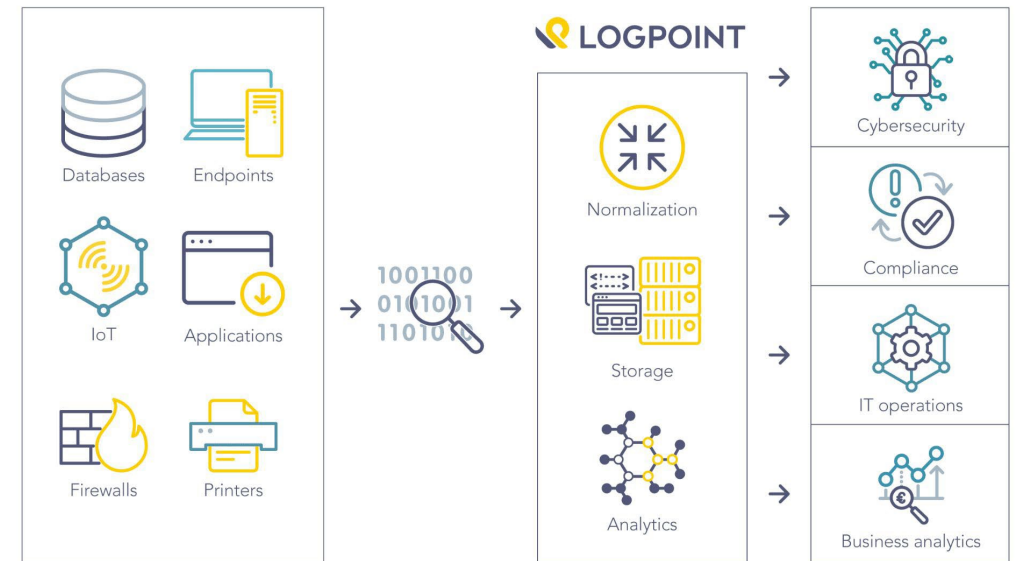 LOGPOINT
Databases
Endpoints
IoT
Applications
Firewalls
Printers
1001100
0101001
1101010
Normalization
Storage
Analytics
Cybersecurity
Compliance
IT operations
Business analytics